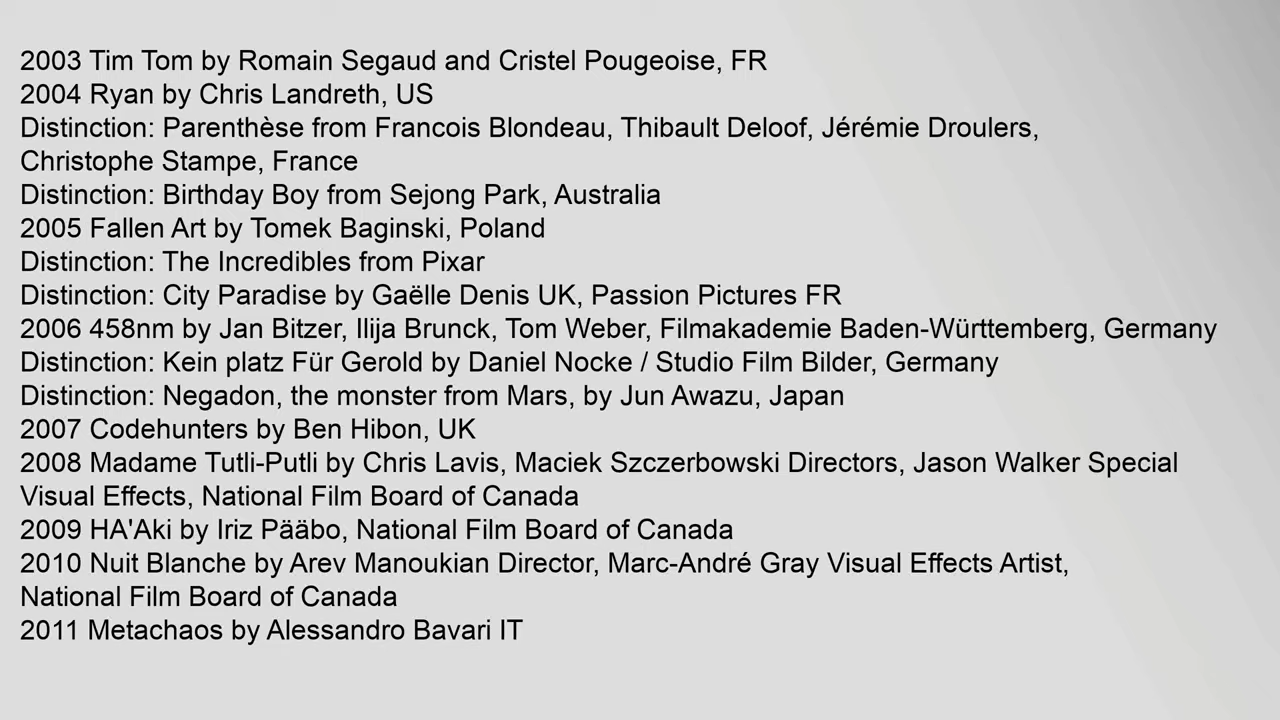 2003 Tim Tom by Romain Segaud and Cristel Pougeoise, FR
2004 Ryan by Chris Landreth, US
Distinction: Parenthèse from Francois Blondeau, Thibault Deloof, Jérémie Droulers,
Christophe Stampe, France
Distinction: Birthday Boy from Sejong Park, Australia
2005 Fallen Art by Tomek Baginski, Poland
Distinction: The Incredibles from Pixar
Distinction: City Paradise by Gaëlle Denis UK, Passion Pictures FR
2006 458nm by Jan Bitzer, Ilija Brunck, Tom Weber, Filmakademie Baden-Württemberg, Germany
Distinction: Kein platz Für Gerold by Daniel Nocke / Studio Film Bilder, Germany
Distinction: Negadon, the monster from Mars, by Jun Awazu, Japan
2007 Codehunters by Ben Hibon, UK
2008 Madame Tutli-Putli by Chris Lavis, Maciek Szczerbowski Directors, Jason Walker Special
Visual Effects, National Film Board of Canada
2009 HA'Aki by Iriz Pääbo, National Film Board of Canada
2010 Nuit Blanche by Arev Manoukian Director, Marc-André Gray Visual Effects Artist,
National Film Board of Canada
2011 Metachaos by Alessandro Bavari IT